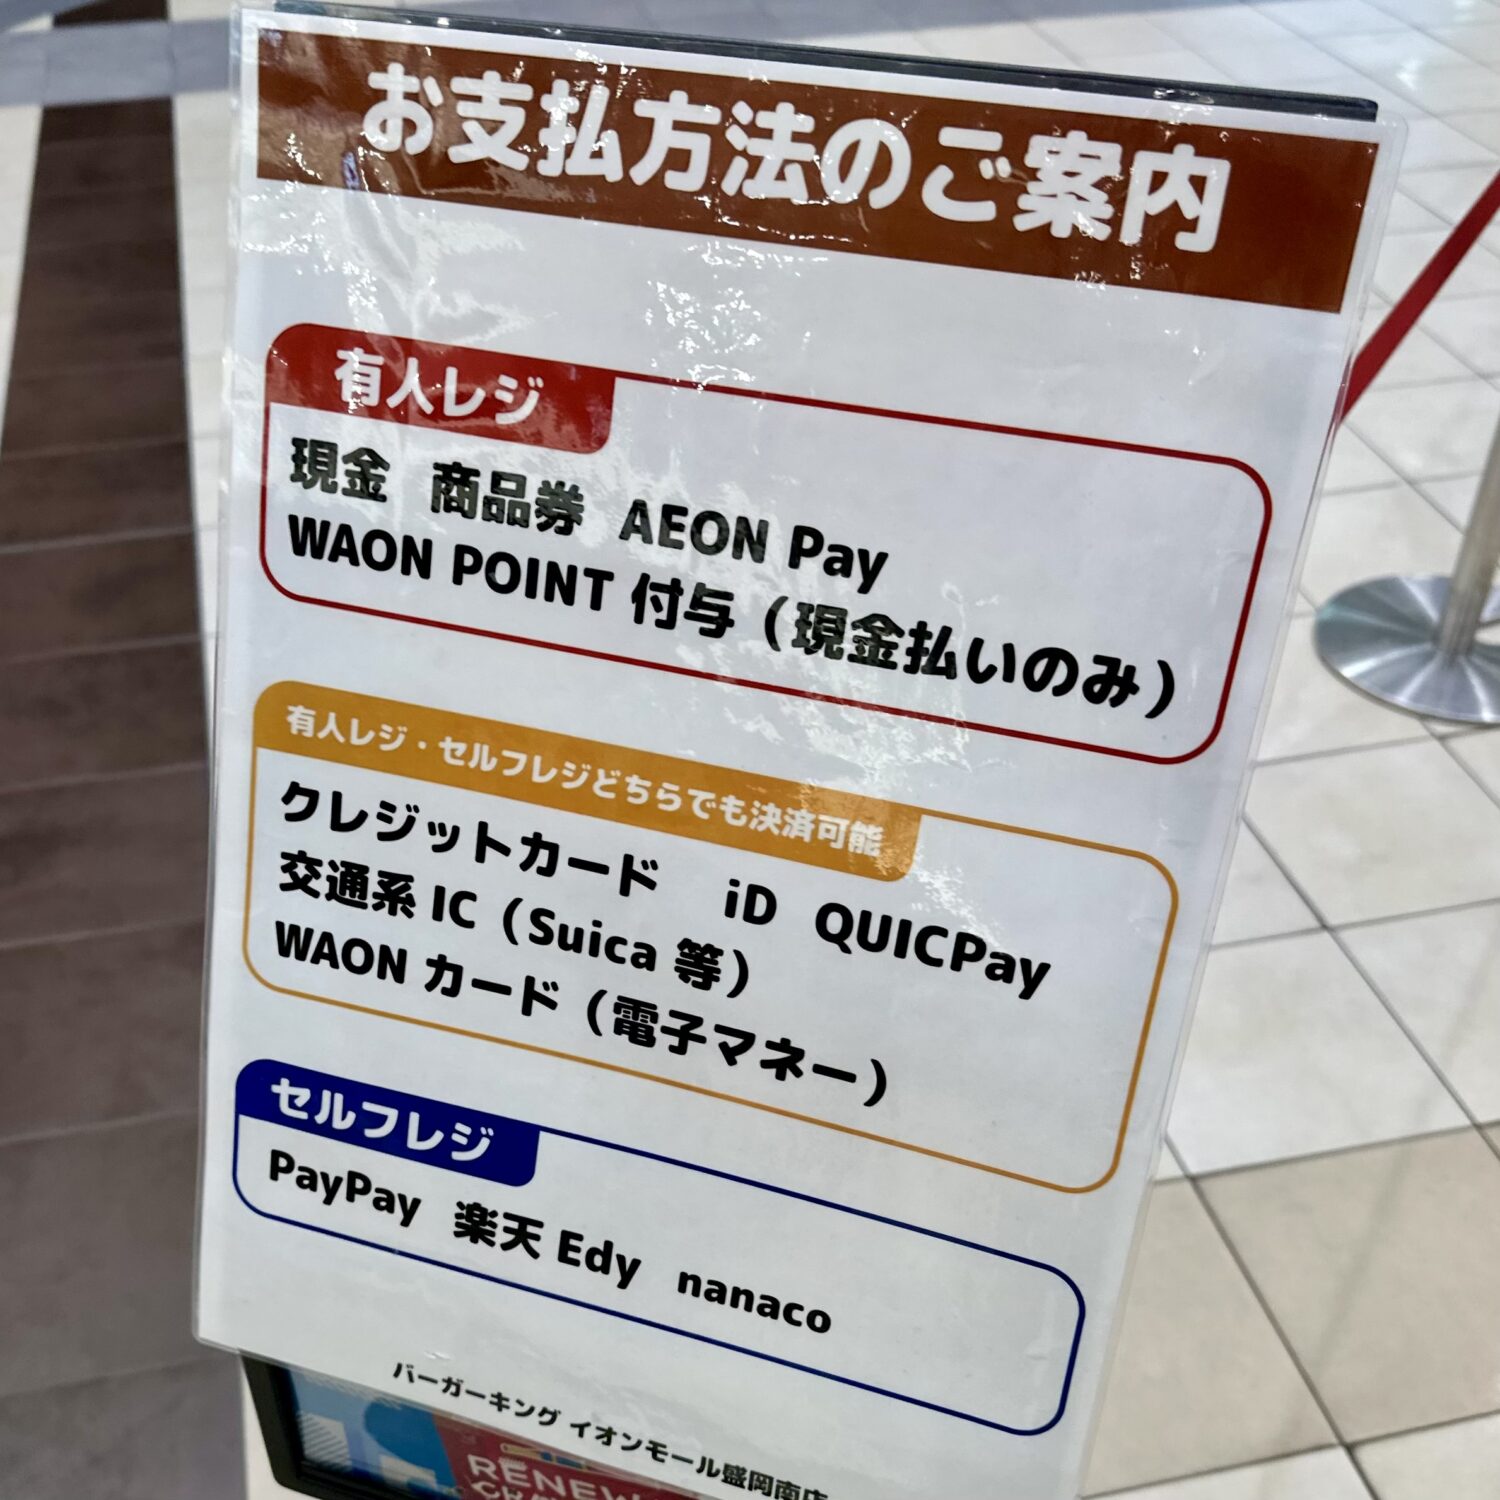 お支払方法のご案内
有人レジ
現金 商品券 AEON Pay
WAON POINT 付与（現金払いのみ）
有人レジ・セルフレジどちらでも決済可能
クレジットカード iD QUICPay
交通系 IC（Suica 等）
WAON カード（電子マネー）
セルフレジ
PayPay 楽天 Edy nanaco
バーガーキング イオンモール盛岡南店